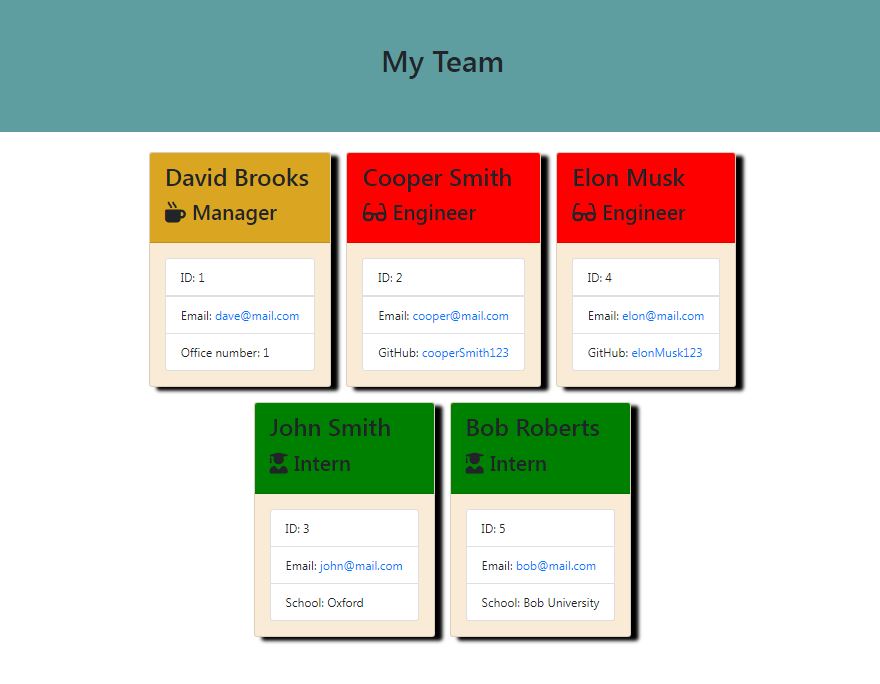 My Team
David Brooks
Manager
ID: 1
Email: dave@mail.com
Office number: 1
Cooper Smith
Engineer
ID: 2
Email: cooper@mail.com
GitHub: cooperSmith123
Elon Musk
Engineer
ID: 4
Email: elon@mail.com
GitHub: elonMusk123
John Smith
Intern
ID: 3
Email: john@mail.com
School: Oxford
Bob Roberts
Intern
ID: 5
Email: bob@mail.com
School: Bob University